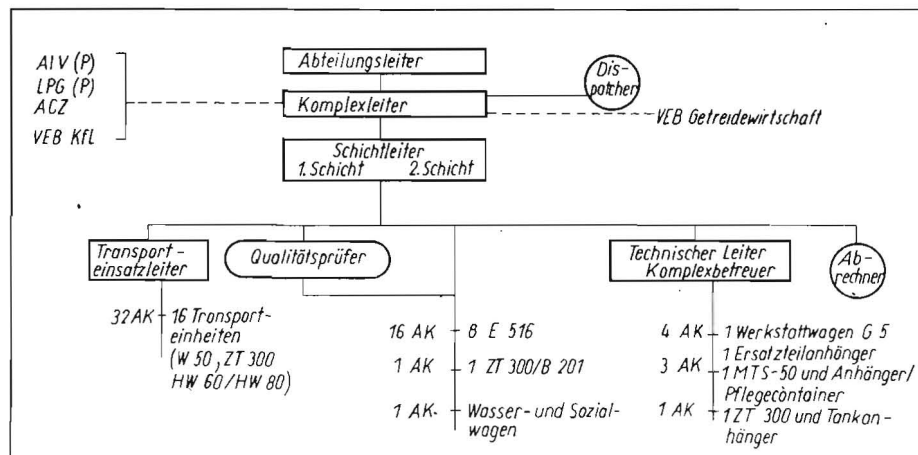 AIV (P)
LPG (P)
ACZ
VEB KfL
Abteilungsleiter
Komplexleiter
Dis-
patcher
VEB Getreidewirtschaft
Schichtleiter
1. Schicht 2. Schicht
Transport-
einsatzleiter
Qualitätsprüfer
Technischer Leiter
Komplexbetreuer
Ab-
rechner
32 AK 16 Transport-
einheiten
(W 50, ZT 300
HW 60/HW 80)
16 AK 8 E 516
1 AK 1 ZT 300/B 201
1 AK Wasser- und Sozial-
wagen
4 AK 1 Werkstattwagen G 5
1 Ersatzteilanhänger
3 AK 1 MTS-50 und Anhänger/
Pflegecontainer
1 AK 1 ZT 300 und Tankan-
hänger